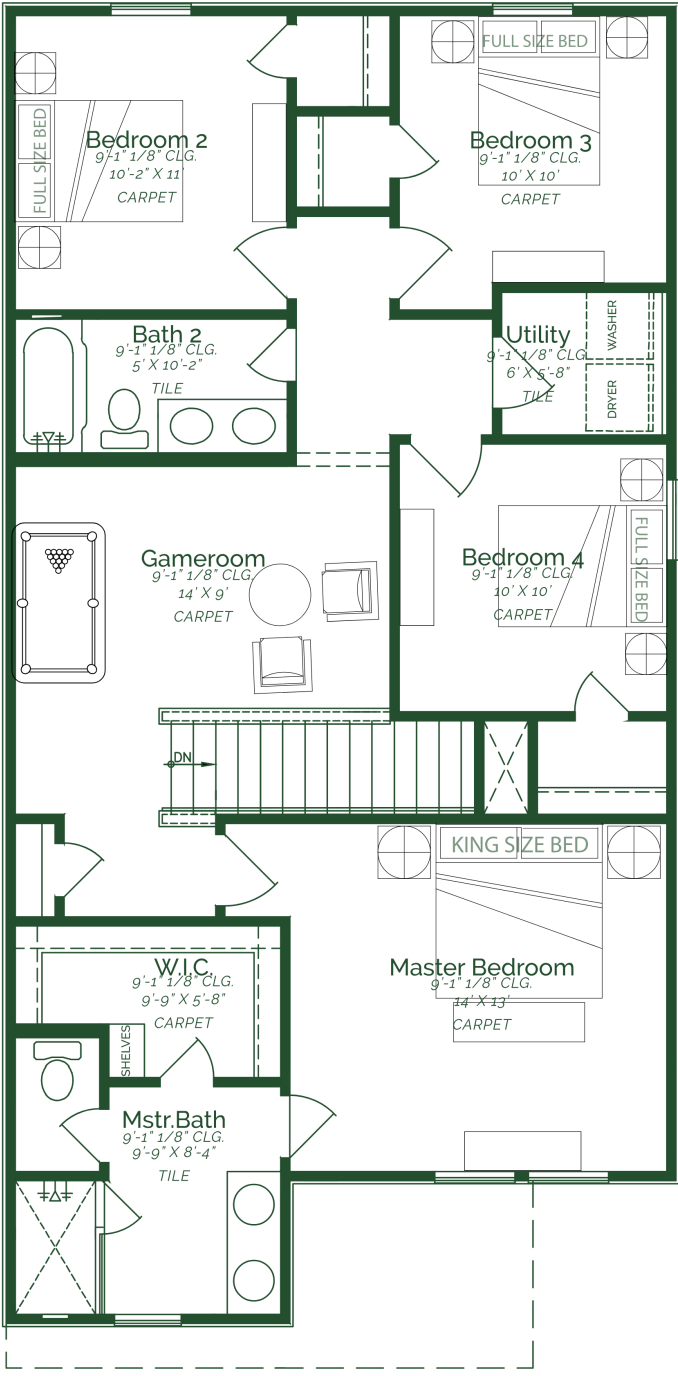 FULL SIZE BED
Bedroom 2
9'-1" 1/8" CLG.
10'-2" X 11'
CARPET
FULL SIZE BED
Bedroom 3
9'-1" 1/8" CLG.
10' X 10'
CARPET
Bath 2
9'-1" 1/8" CLG.
5' X 10'-2"
TILE
Utility
9'-1" 1/8" CLG.
6' X 5'-8"
TILE
WASHER
DRYER
Gameroom
9'-1" 1/8" CLG.
14' X 9'
CARPET
Bedroom 4
9'-1" 1/8" CLG.
10' X 10'
CARPET
FULL SIZE BED
DN
KING SIZE BED
W.I.C.
9'-1" 1/8" CLG.
9'-9" X 5'-8"
CARPET
SHELVES
Master Bedroom
9'-1" 1/8" CLG.
14' X 13'
CARPET
Mstr.Bath
9'-1" 1/8" CLG.
9'-9" X 8'-4"
TILE